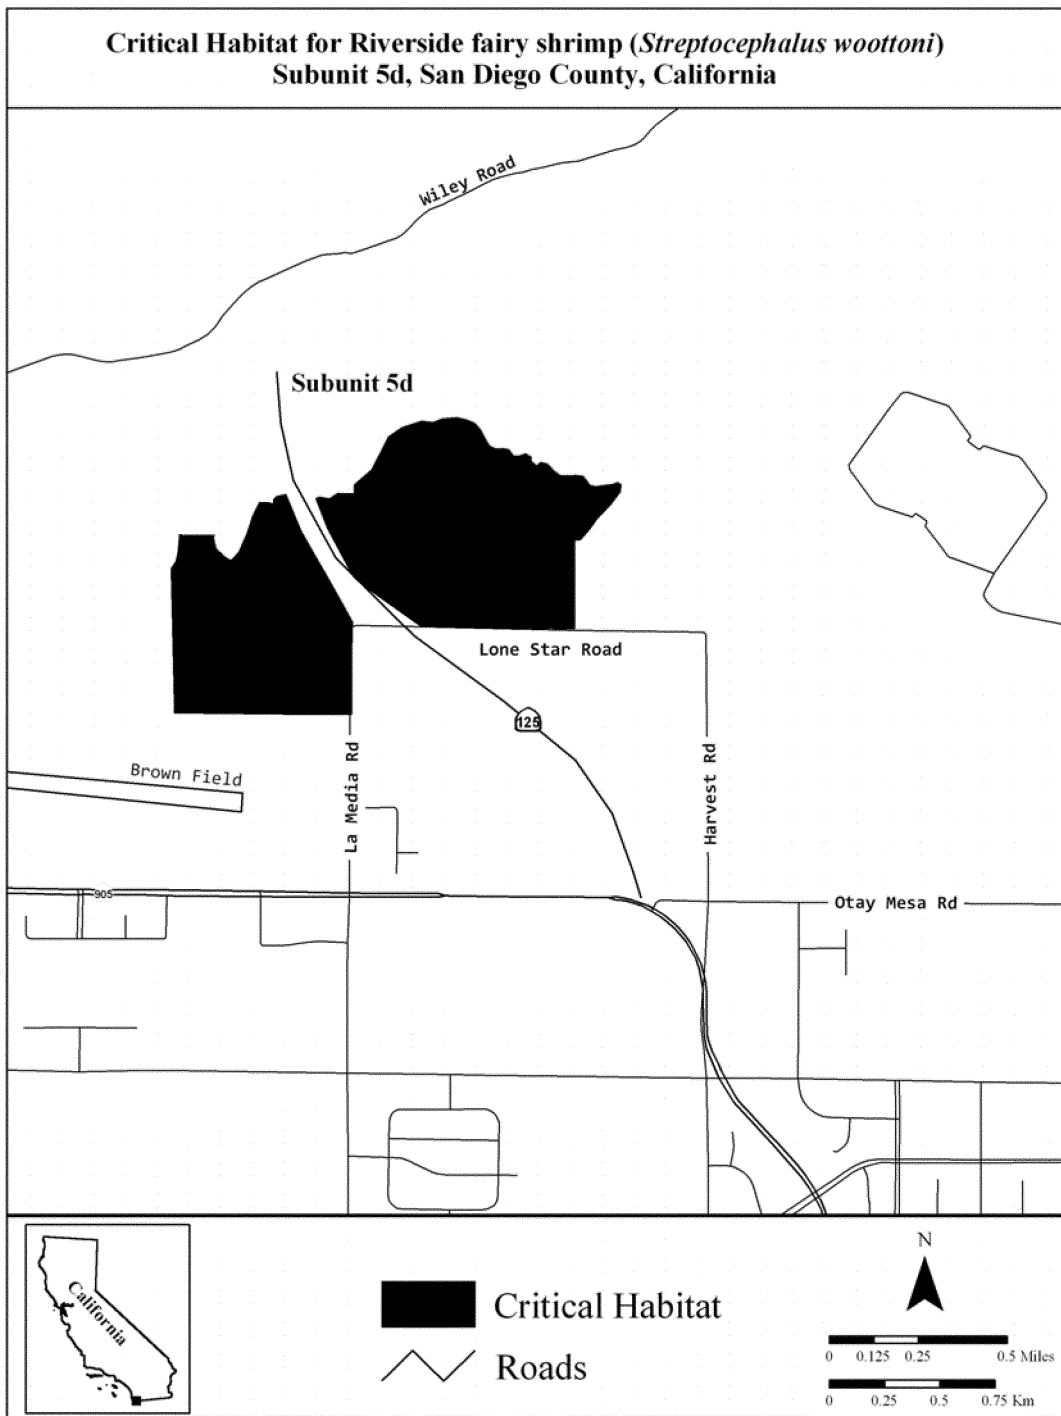 Critical Habitat for Riverside fairy shrimp (Streptocephalus woottoni)
Subunit 5d, San Diego County, California
Wiley Road
Subunit 5d
Lone Star Road
125
Brown Field
La Media Rd
Harvest Rd
905
Otay Mesa Rd
California
Critical Habitat
Roads
N
0 0.125 0.25 0.5 Miles
0 0.25 0.5 0.75 Km